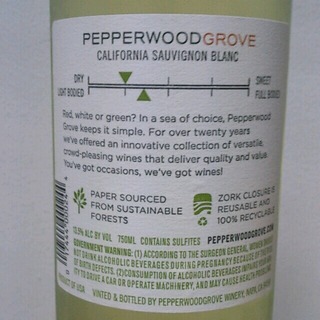 PEPPERWOODGROVE
CALIFORNIA SAUVIGNON BLANC
DRY SWEET
LIGHT BODIED FULL BODIED
Red, white or green? In a sea of choice, Pepperwood
Grove keeps it simple. For over twenty years
we've offered an innovative collection of versatile,
crowd-pleasing wines that deliver quality and value.
You've got occasions, we've got wines!
PAPER SOURCED
FROM SUSTAINABLE
FORESTS
ZORK CLOSURE IS
REUSABLE AND
100% RECYCLABLE
13.5% ALC BY VOL 750ML CONTAINS SULFITES PEPPERWOODGROVE.COM
GOVERNMENT WARNING: (1) ACCORDING TO THE SURGEON GENERAL, WOMEN SHOULD
NOT DRINK ALCOHOLIC BEVERAGES DURING PREGNANCY BECAUSE OF THE
OF BIRTH DEFECTS. (2) CONSUMPTION OF ALCOHOLIC BEVERAGES IMPAIRS YOUR
TO DRIVE A CAR OR OPERATE MACHINERY, AND MAY CAUSE HEALTH PROBLEMS
PRODUCT OF USA VINTED & BOTTLED BY PEPPERWOODGROVE WINERY,